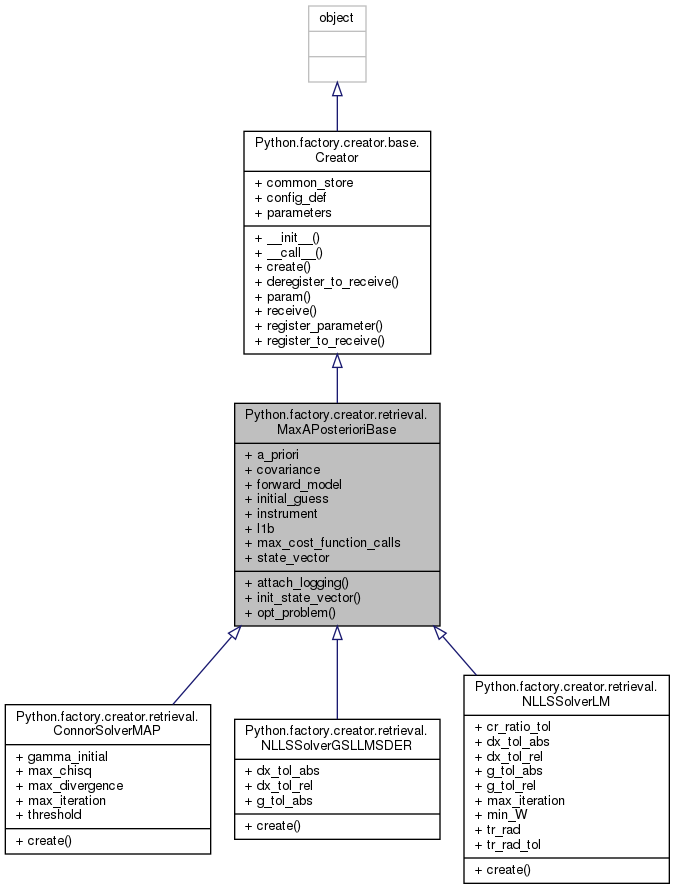 object
Python.factory.creator.base.
Creator
+ common_store
+ config_def
+ parameters
+ __init__()
+ __call__()
+ create()
+ deregister_to_receive()
+ param()
+ receive()
+ register_parameter()
+ register_to_receive()
Python.factory.creator.retrieval.
MaxAPosterioriBase
+ a_priori
+ covariance
+ forward_model
+ initial_guess
+ instrument
+ l1b
+ max_cost_function_calls
+ state_vector
+ attach_logging()
+ init_state_vector()
+ opt_problem()
Python.factory.creator.retrieval.
ConnorSolverMAP
+ gamma_initial
+ max_chisq
+ max_divergence
+ max_iteration
+ threshold
+ create()
Python.factory.creator.retrieval.
NLLSSolverGSLLMSDER
+ dx_tol_abs
+ dx_tol_rel
+ g_tol_abs
+ create()
Python.factory.creator.retrieval.
NLLSSolverLM
+ cr_ratio_tol
+ dx_tol_abs
+ dx_tol_rel
+ g_tol_abs
+ g_tol_rel
+ max_iteration
+ min_W
+ tr_rad
+ tr_rad_tol
+ create()